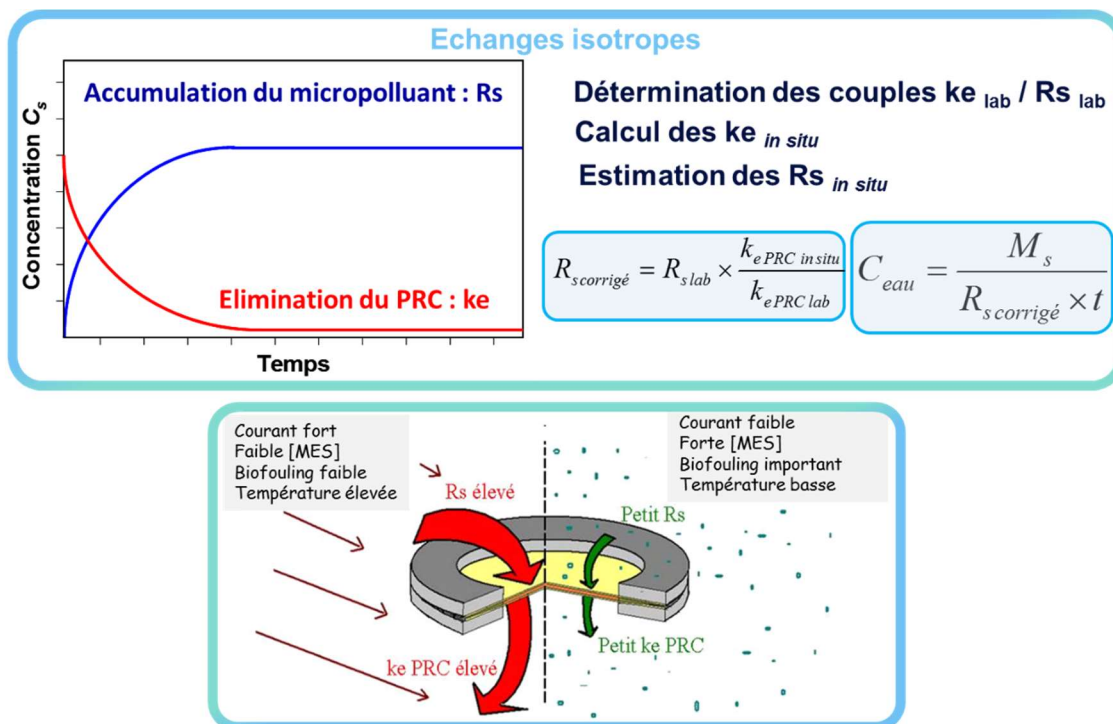 Echanges isotropes
Concentration Cs
Accumulation du micropolluant : Rs
Elimination du PRC : ke
Temps
Détermination des couples ke lab / Rs lab
Calcul des ke in situ
Estimation des Rs in situ
Rs corrigé = Rs lab × ke PRC in situ / ke PRC lab
Ceau = Ms / Rs corrigé × t
Courant fort
Faible [MES]
Biofouling faible
Température élevée
Courant faible
Forte [MES]
Biofouling important
Température basse
Rs élevé
Petit Rs
ke PRC élevé
Petit ke PRC